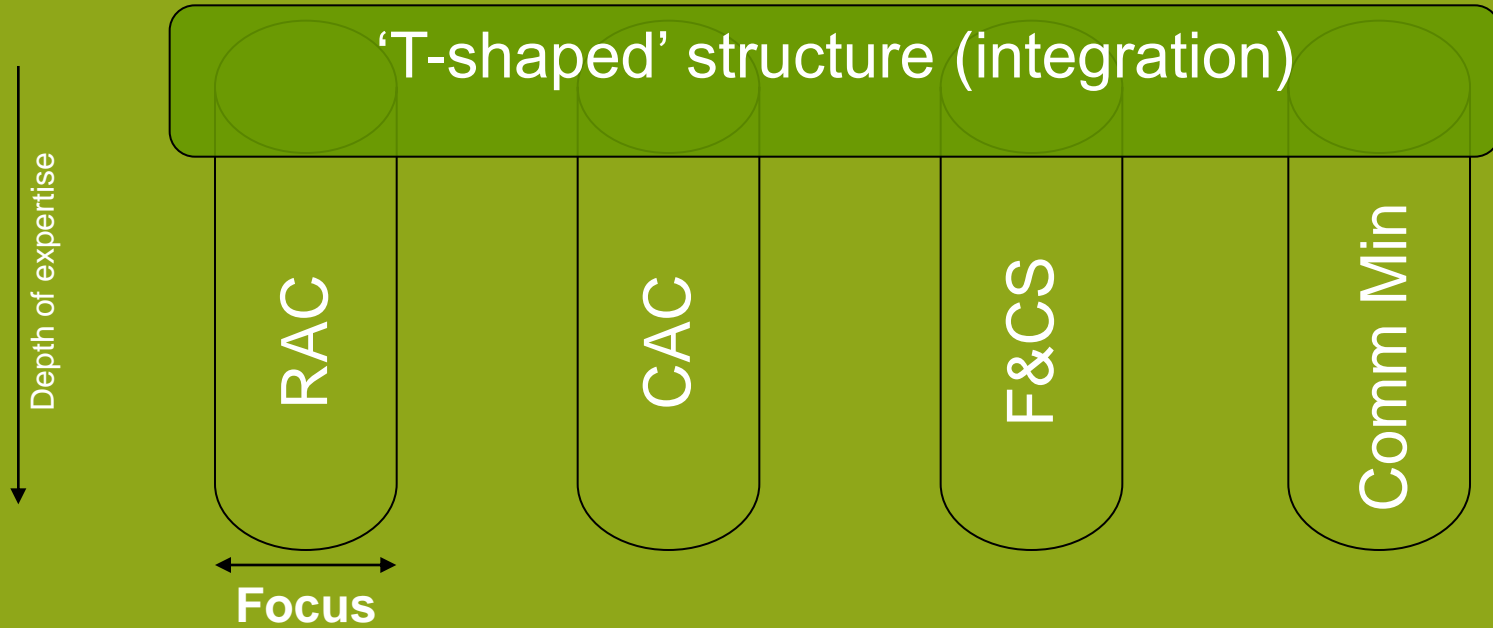 ‘T-shaped’ structure (integration)
Depth of expertise
RAC
CAC
F&CS
Comm Min
Focus